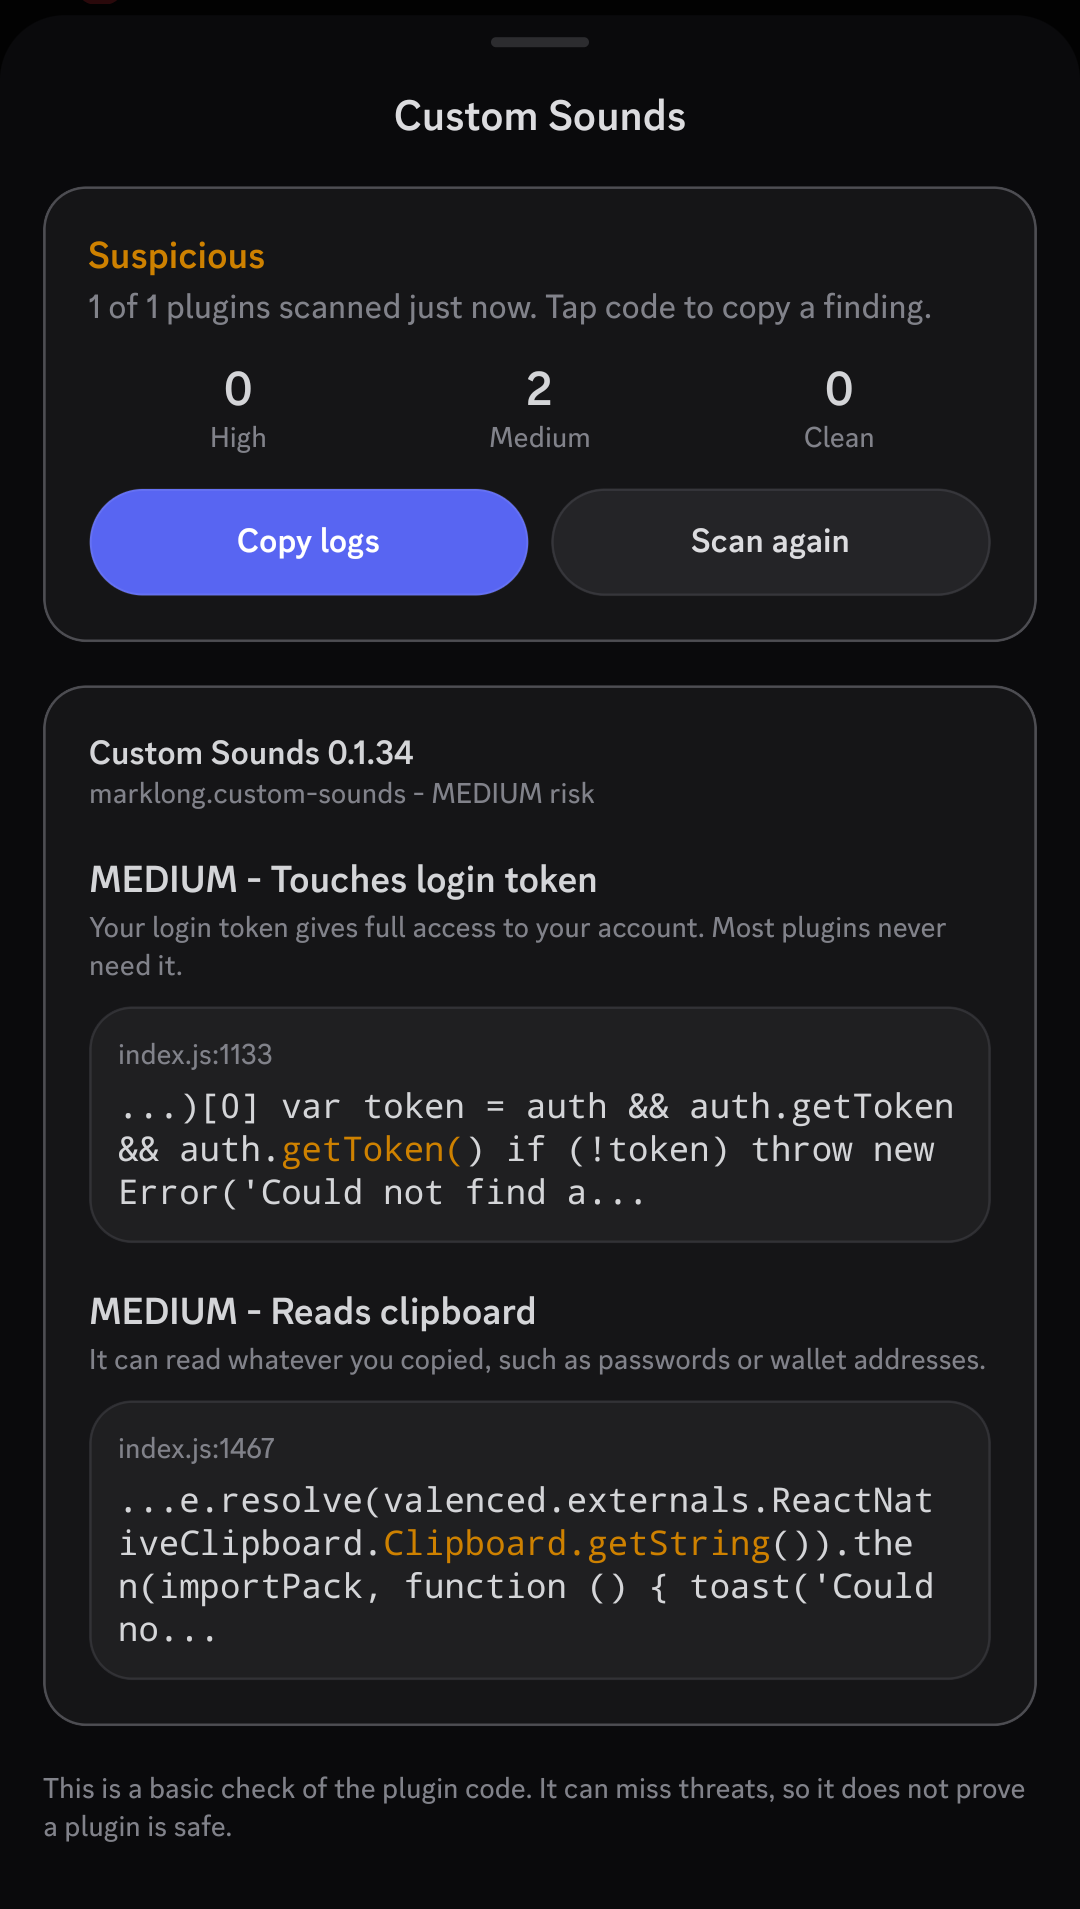 Custom Sounds
Suspicious
1 of 1 plugins scanned just now. Tap code to copy a finding.
0
High
2
Medium
0
Clean
Copy logs
Scan again
Custom Sounds 0.1.34
marklong.custom-sounds - MEDIUM risk
MEDIUM - Touches login token
Your login token gives full access to your account. Most plugins never
need it.
index.js:1133
...)[0] var token = auth && auth.getToken
&& auth.getToken() if (!token) throw new
Error('Could not find a...
MEDIUM - Reads clipboard
It can read whatever you copied, such as passwords or wallet addresses.
index.js:1467
...e.resolve(valenced.externals.ReactNat
iveClipboard.Clipboard.getString()).the
n(importPack, function () { toast('Could
no...
This is a basic check of the plugin code. It can miss threats, so it does not prove
a plugin is safe.